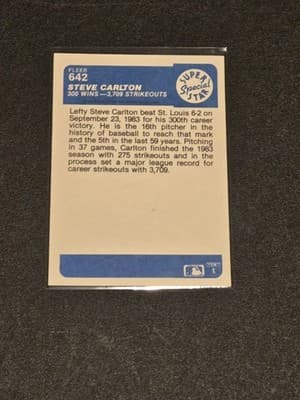 FLEER
642
STEVE CARLTON
300 WINS—3,709 STRIKEOUTS
SUPER
Special
STAR
Lefty Steve Carlton beat St. Louis 6-2 on
September 23, 1983 for his 300th career
victory. He is the 16th pitcher in the
history of baseball to reach that mark
and the 5th in the last 59 years. Pitching
in 37 games, Carlton finished the 1983
season with 275 strikeouts and in the
process set a major league record for
career strikeouts with 3,709.